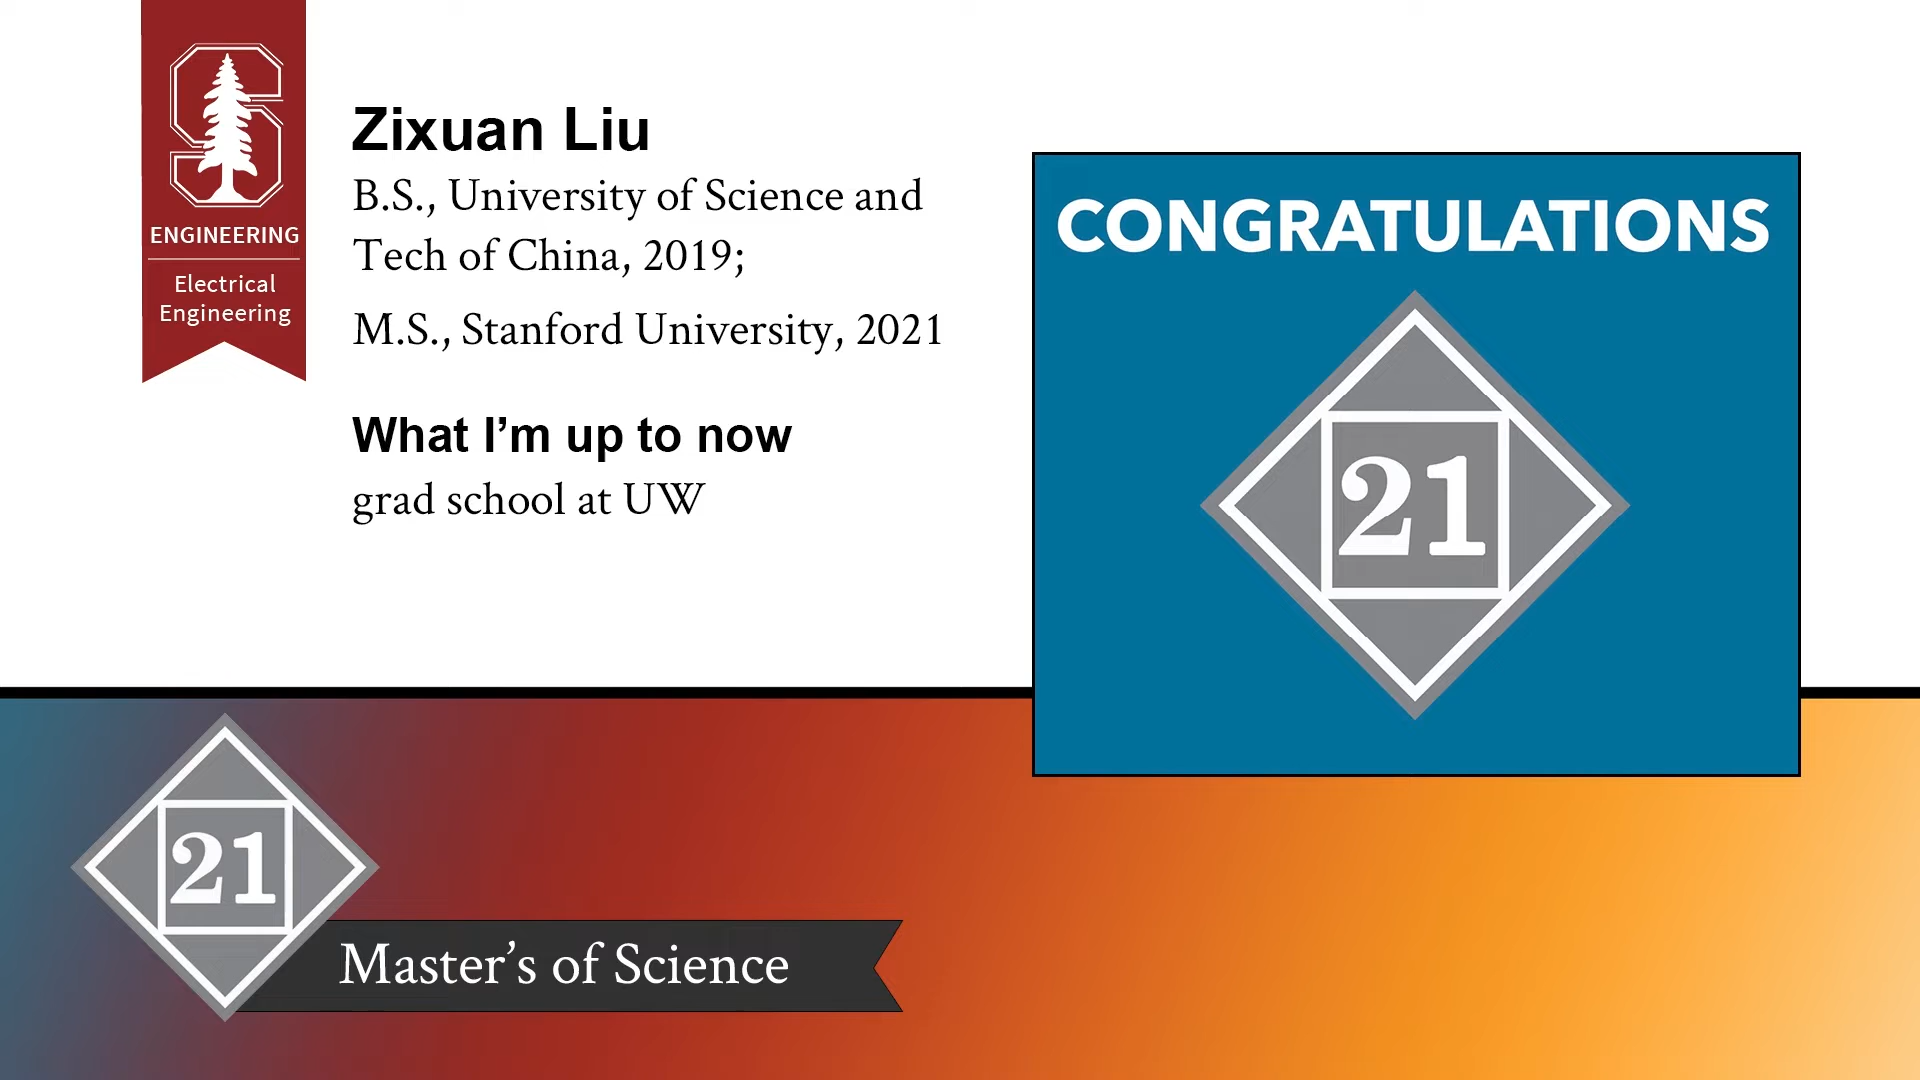 ENGINEERING
Electrical
Engineering
Zixuan Liu
B.S., University of Science and
Tech of China, 2019;
M.S., Stanford University, 2021
What I’m up to now
grad school at UW
CONGRATULATIONS
21
21
Master’s of Science